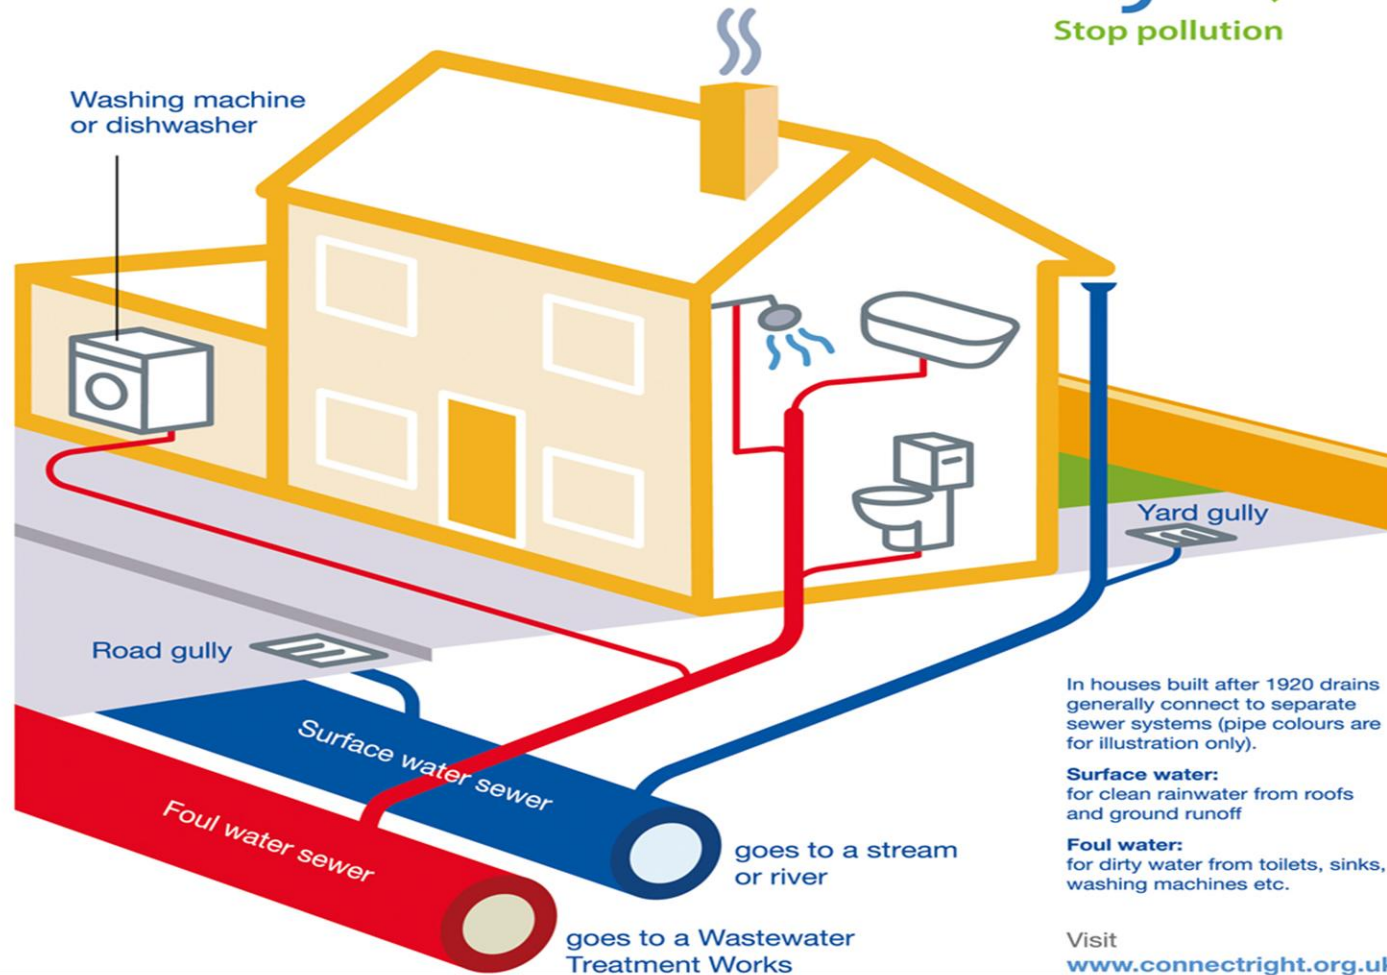 Stop pollution
Washing machine
or dishwasher
Yard gully
Road gully
Surface water sewer
Foul water sewer
goes to a stream
or river
goes to a Wastewater
Treatment Works
In houses built after 1920 drains
generally connect to separate
sewer systems (pipe colours are
for illustration only).
Surface water:
for clean rainwater from roofs
and ground runoff
Foul water:
for dirty water from toilets, sinks,
washing machines etc.
Visit